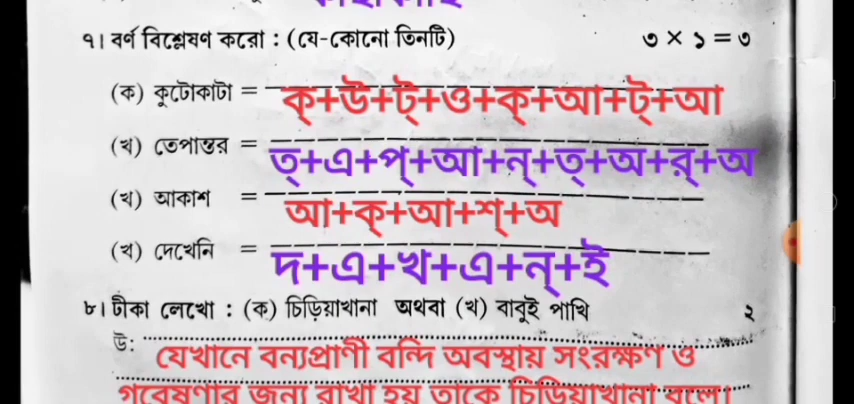 ৭। বর্ণ বিশ্লেষণ করো : (যে-কোনো তিনটি) ৩ × ১ = ৩
(ক) কুটোকাটা = ক্+উ+ট্+ও+ক্+আ+ট্+আ
(খ) তেপান্তর = ত্+এ+প্+আ+ন্+ত্+অ+র্+অ
(খ) আকাশ = আ+ক্+আ+শ্+অ
(খ) দেখেনি = দ+এ+খ+এ+ন্+ই
৮। টীকা লেখো : (ক) চিড়িয়াখানা অথবা (খ) বাবুই পাখি ২
উ: যেখানে বন্যপ্রাণী বন্দি অবস্থায় সংরক্ষণ ও
গবেষণার জন্য রাখা হয় তাকে চিড়িয়াখানা বলে।